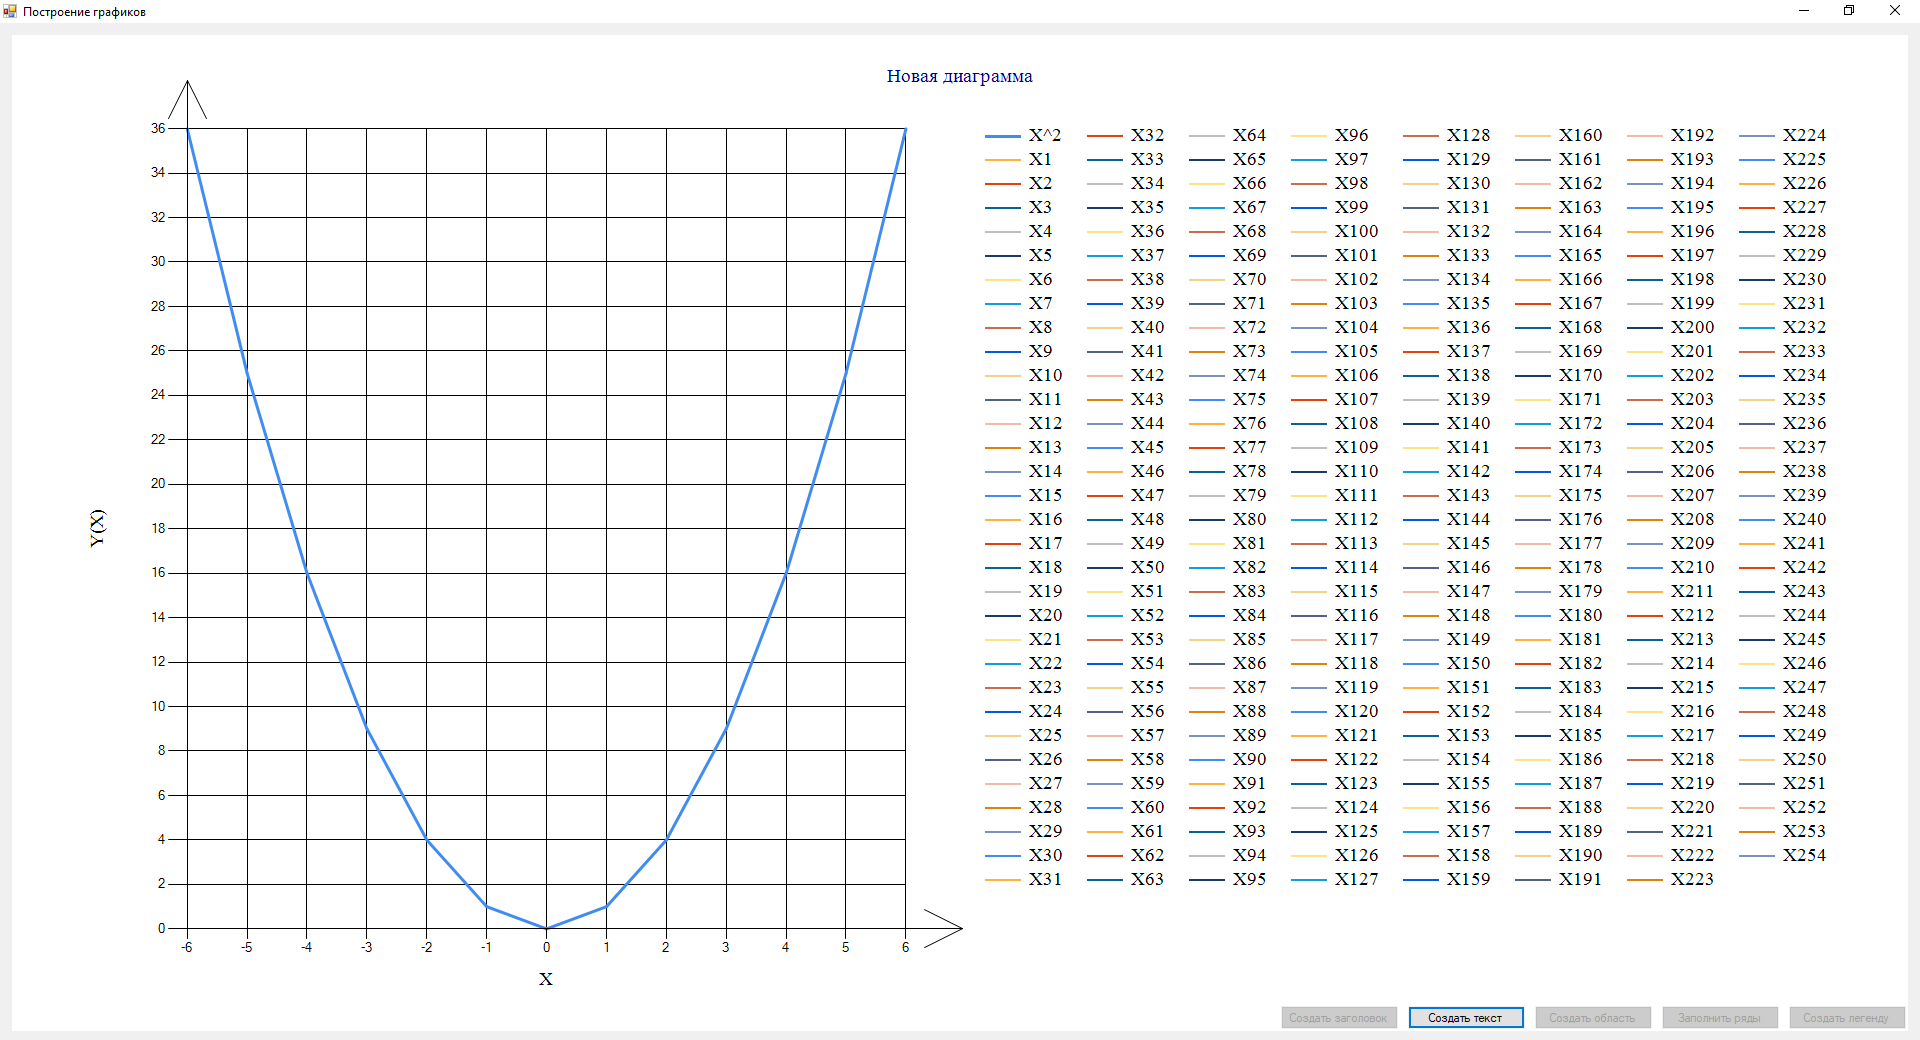 Построение графиков
Новая диаграмма
36
34
32
30
28
26
24
22
20
18
16
14
12
10
8
6
4
2
0
Y(X)
-6 -5 -4 -3 -2 -1 0 1 2 3 4 5 6
X
X^2 X32 X64 X96 X128 X160 X192 X224
X1 X33 X65 X97 X129 X161 X193 X225
X2 X34 X66 X98 X130 X162 X194 X226
X3 X35 X67 X99 X131 X163 X195 X227
X4 X36 X68 X100 X132 X164 X196 X228
X5 X37 X69 X101 X133 X165 X197 X229
X6 X38 X70 X102 X134 X166 X198 X230
X7 X39 X71 X103 X135 X167 X199 X231
X8 X40 X72 X104 X136 X168 X200 X232
X9 X41 X73 X105 X137 X169 X201 X233
X10 X42 X74 X106 X138 X170 X202 X234
X11 X43 X75 X107 X139 X171 X203 X235
X12 X44 X76 X108 X140 X172 X204 X236
X13 X45 X77 X109 X141 X173 X205 X237
X14 X46 X78 X110 X142 X174 X206 X238
X15 X47 X79 X111 X143 X175 X207 X239
X16 X48 X80 X112 X144 X176 X208 X240
X17 X49 X81 X113 X145 X177 X209 X241
X18 X50 X82 X114 X146 X178 X210 X242
X19 X51 X83 X115 X147 X179 X211 X243
X20 X52 X84 X116 X148 X180 X212 X244
X21 X53 X85 X117 X149 X181 X213 X245
X22 X54 X86 X118 X150 X182 X214 X246
X23 X55 X87 X119 X151 X183 X215 X247
X24 X56 X88 X120 X152 X184 X216 X248
X25 X57 X89 X121 X153 X185 X217 X249
X26 X58 X90 X122 X154 X186 X218 X250
X27 X59 X91 X123 X155 X187 X219 X251
X28 X60 X92 X124 X156 X188 X220 X252
X29 X61 X93 X125 X157 X189 X221 X253
X30 X62 X94 X126 X158 X190 X222 X254
X31 X63 X95 X127 X159 X191 X223
Создать заголовок Создать текст Создать область Заполнить ряды Создать легенду